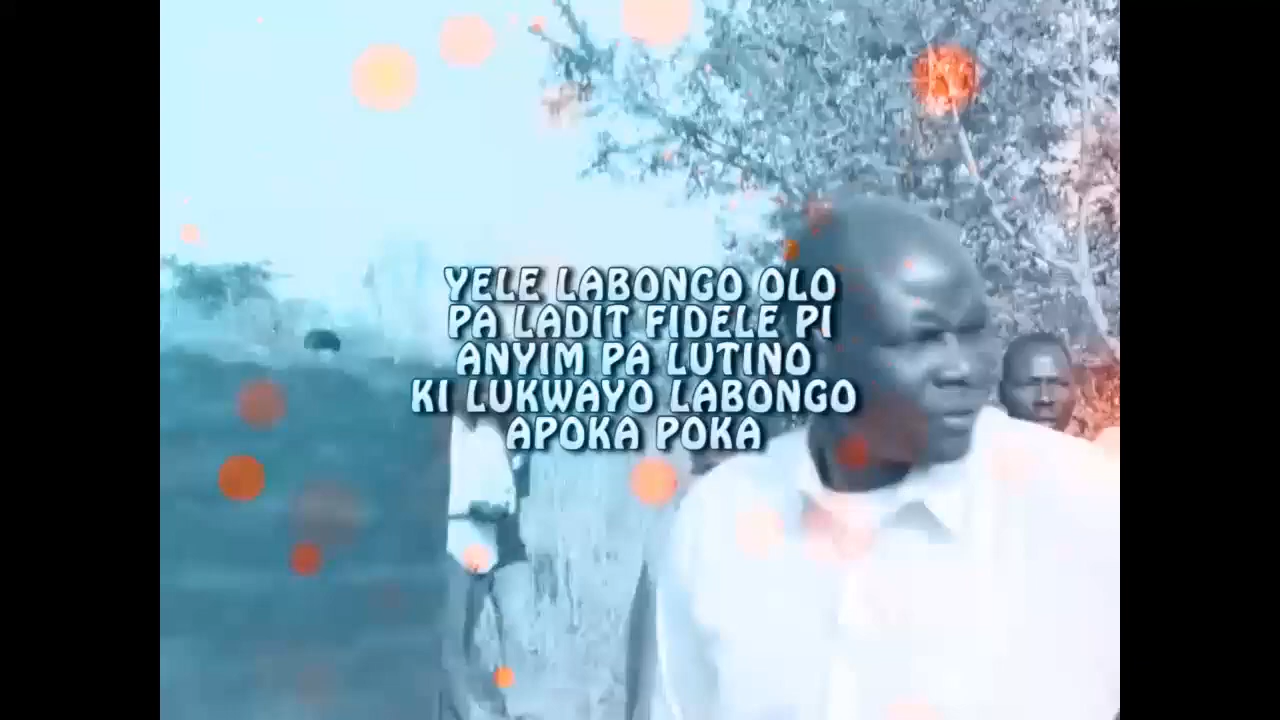 YELE LABONGO OLO
PA LADIT FIDELE PI
ANYIM PA LUTINO
KI LUKWAYO LABONGO
APOKA POKA